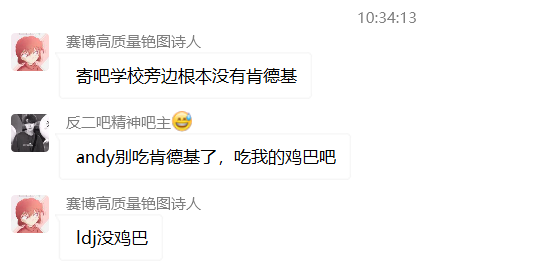 10:34:13
赛博高质量铯图诗人
寄吧学校旁边根本没有肯德基
反二吧精神吧主😅
andy别吃肯德基了，吃我的鸡巴吧
赛博高质量铯图诗人
ldj没鸡巴